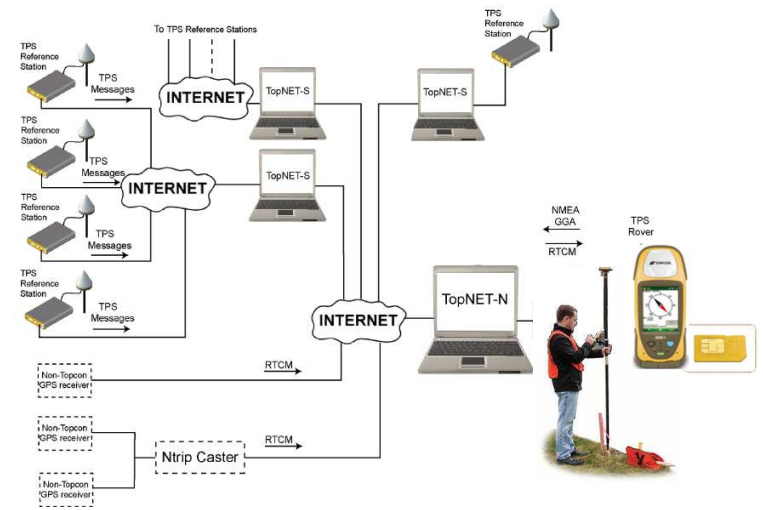 To TPS Reference Stations
TPS
Reference
Station
TPS
Messages
TPS
Reference
Station
TPS
Messages
TPS
Reference
Station
TPS
Messages
TPS
Reference
Station
TPS
Messages
INTERNET
TopNET-S
INTERNET
TopNET-S
TopNET-S
TPS
Reference
Station
INTERNET
TopNET-N
NMEA
GGA
RTCM
TPS
Rover
TOPCON
Non-Topcon
GPS receiver
RTCM
Non-Topcon
GPS receiver
Non-Topcon
GPS receiver
Ntrip Caster
RTCM